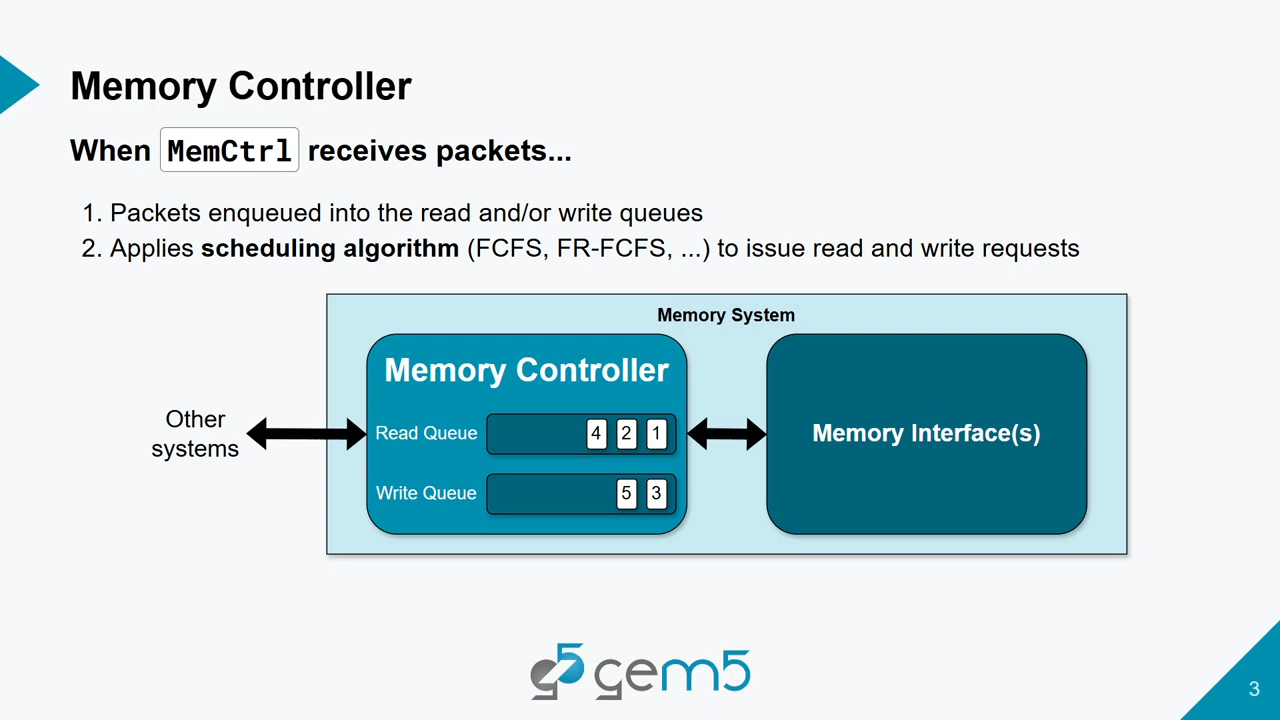 Memory Controller
When MemCtrl receives packets...
1. Packets enqueued into the read and/or write queues
2. Applies scheduling algorithm (FCFS, FR-FCFS, ...) to issue read and write requests
Memory System
Memory Controller
Other
systems
Read Queue 4 2 1
Write Queue 5 3
Memory Interface(s)
g5 gem5
3